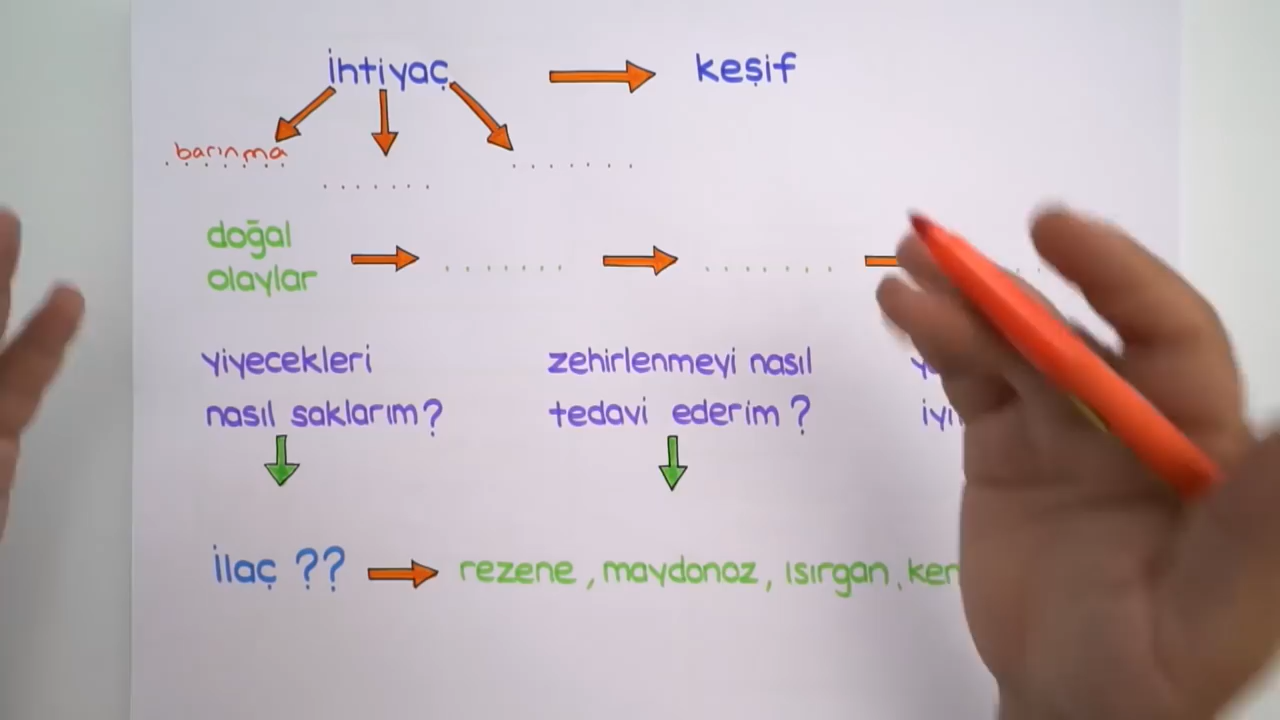 İhtiyaç keşif
barınma
doğal
olaylar
yiyecekleri zehirlenmeyi nasıl
nasıl saklarım? tedavi ederim?
İlaç ?? rezene, maydonoz, ısırgan,